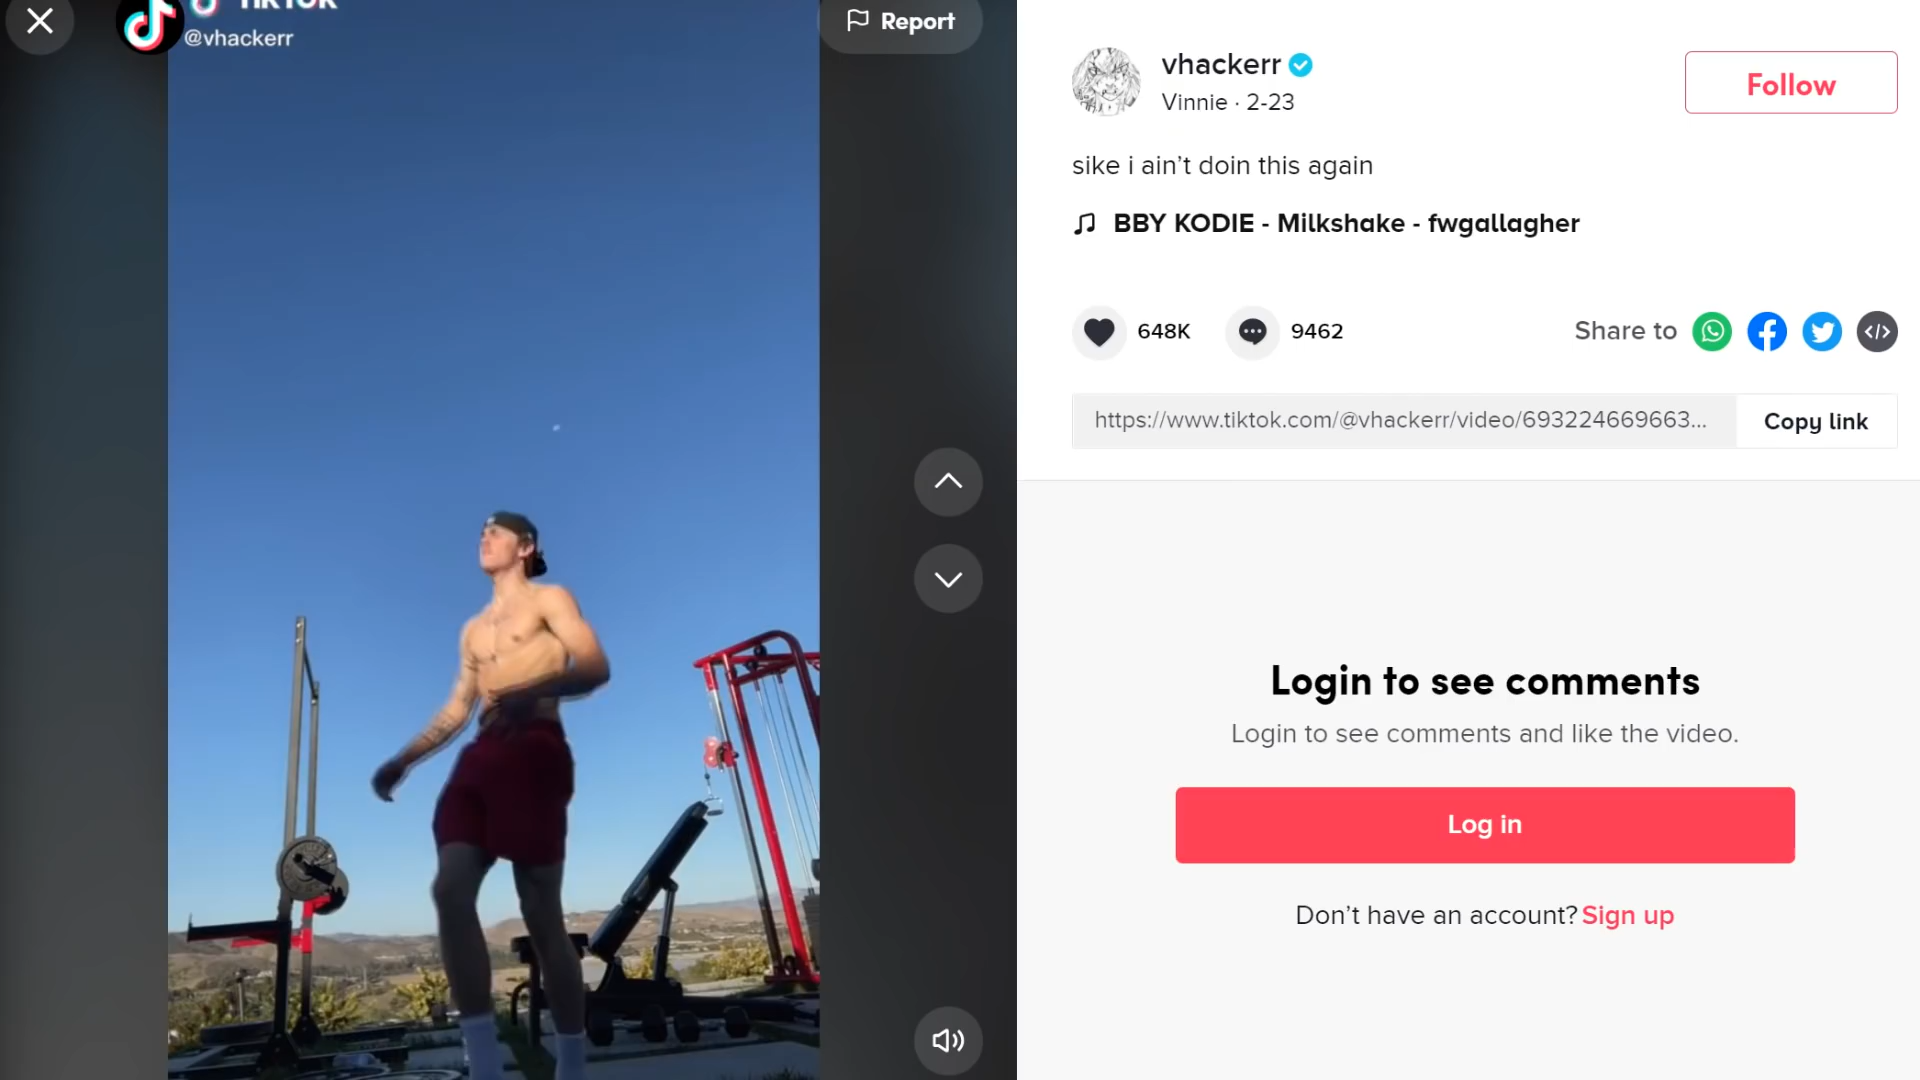 TIKTOK
@vhackerr
Report
vhackerr
Vinnie · 2-23
Follow
sike i ain't doin this again
BBY KODIE - Milkshake - fwgallagher
648K
9462
Share to
https://www.tiktok.com/@vhackerr/video/693224669663...
Copy link
Login to see comments
Login to see comments and like the video.
Log in
Don't have an account? Sign up